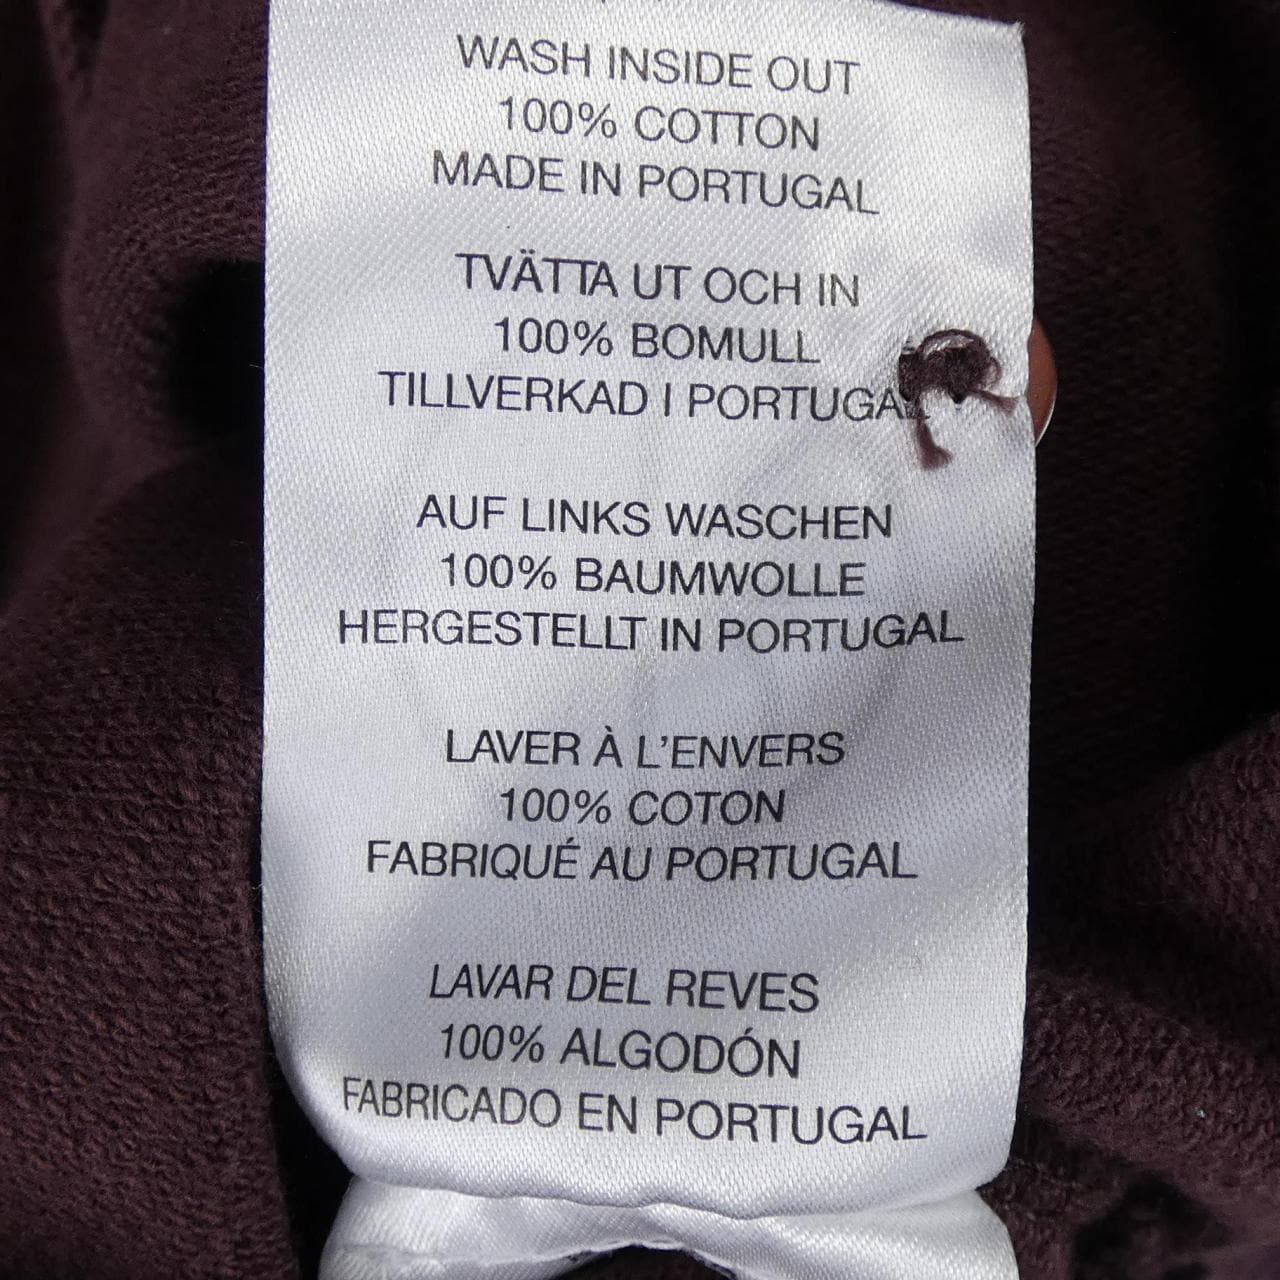 WASH INSIDE OUT
100% COTTON
MADE IN PORTUGAL
TVÄTTA UT OCH IN
100% BOMULL
TILLVERKAD I PORTUGAL
AUF LINKS WASCHEN
100% BAUMWOLLE
HERGESTELLT IN PORTUGAL
LAVER À L'ENVERS
100% COTON
FABRIQUÉ AU PORTUGAL
LAVAR DEL REVES
100% ALGODÓN
FABRICADO EN PORTUGAL